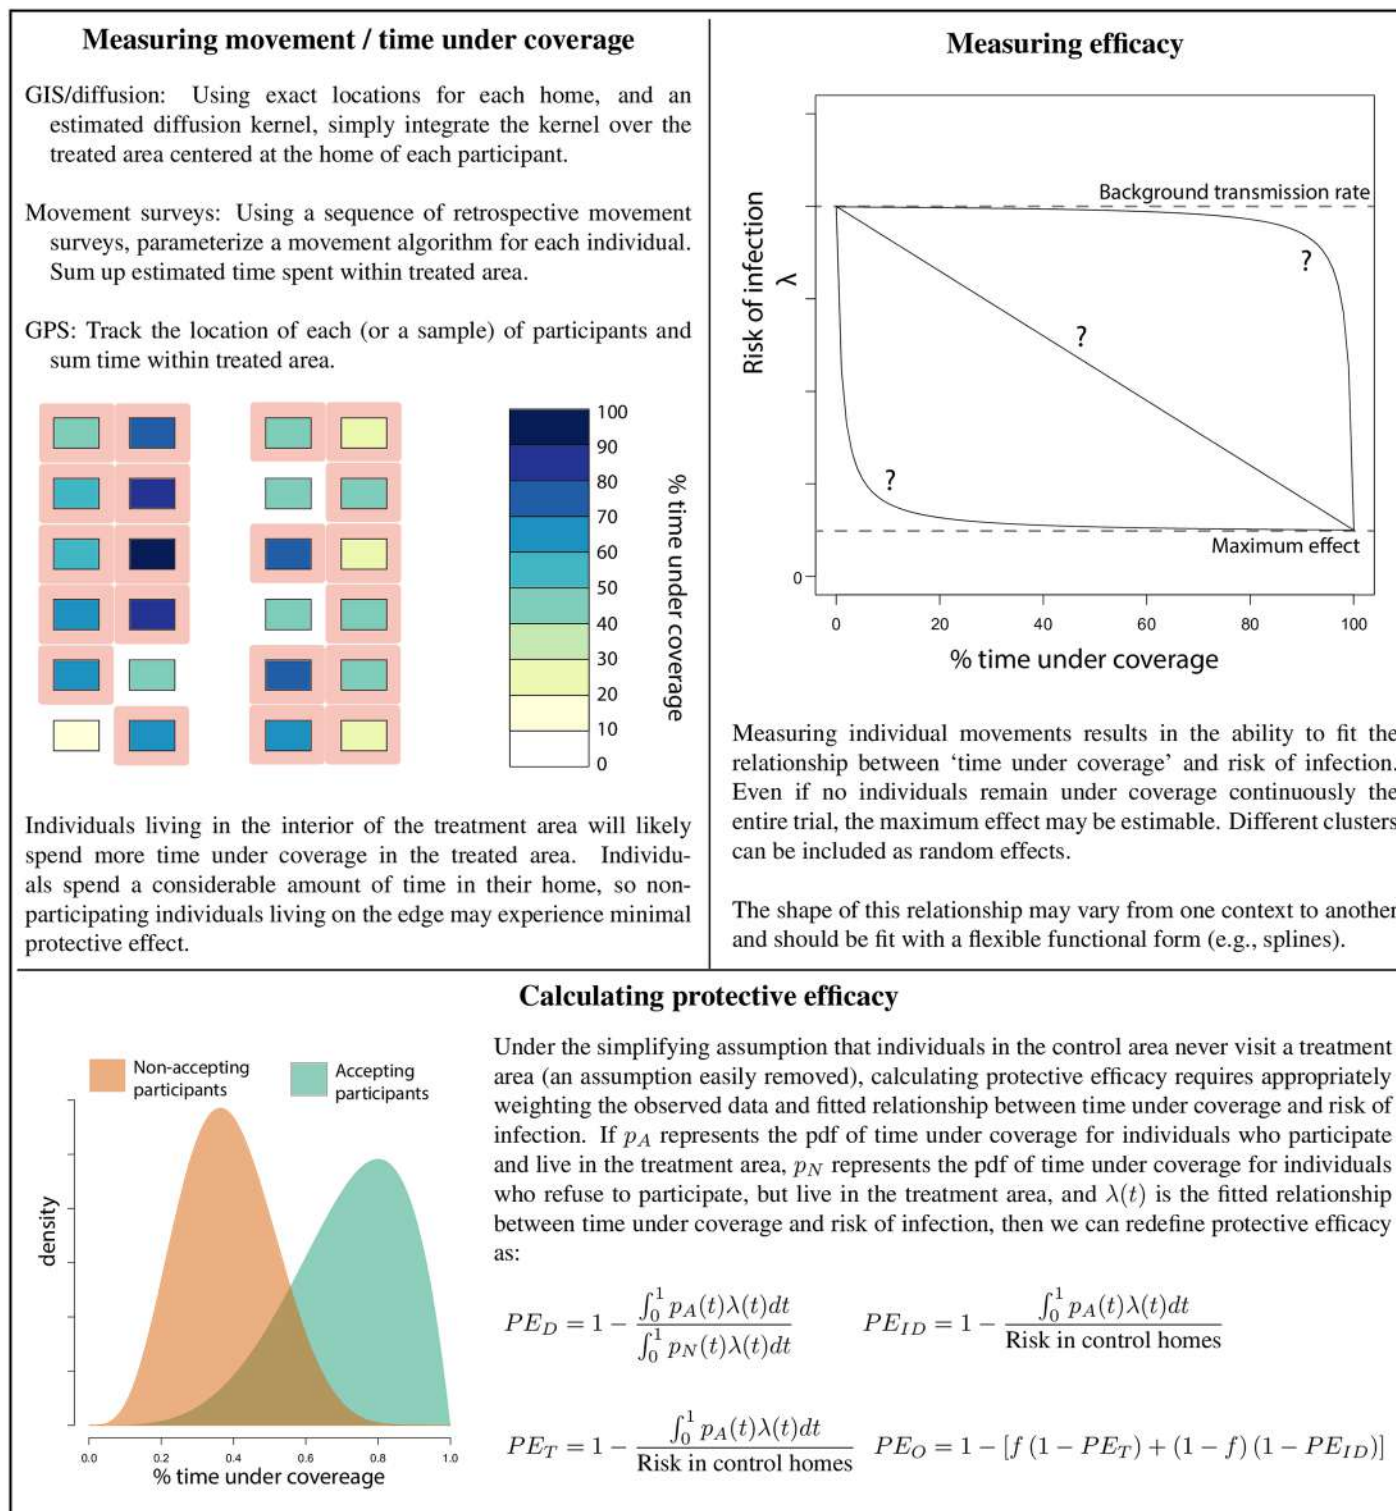 Measuring movement / time under coverage
GIS/diffusion: Using exact locations for each home, and an
estimated diffusion kernel, simply integrate the kernel over the
treated area centered at the home of each participant.
Movement surveys: Using a sequence of retrospective movement
surveys, parameterize a movement algorithm for each individual.
Sum up estimated time spent within treated area.
GPS: Track the location of each (or a sample) of participants and
sum time within treated area.
100
90
80
70
60
50
40
30
20
10
0
% time under coverage
Individuals living in the interior of the treatment area will likely
spend more time under coverage in the treated area. Individu-
als spend a considerable amount of time in their home, so non-
participating individuals living on the edge may experience minimal
protective effect.
Measuring efficacy
Background transmission rate
Risk of infection
λ
?
?
?
Maximum effect
0
0
20
40
60
80
100
% time under coverage
Measuring individual movements results in the ability to fit the
relationship between ‘time under coverage’ and risk of infection.
Even if no individuals remain under coverage continuously the
entire trial, the maximum effect may be estimable. Different clusters
can be included as random effects.
The shape of this relationship may vary from one context to another
and should be fit with a flexible functional form (e.g., splines).
Calculating protective efficacy
Non-accepting
participants
Accepting
participants
density
0.0
0.2
0.4
0.6
0.8
1.0
% time under covereage
Under the simplifying assumption that individuals in the control area never visit a treatment
area (an assumption easily removed), calculating protective efficacy requires appropriately
weighting the observed data and fitted relationship between time under coverage and risk of
infection. If p_A represents the pdf of time under coverage for individuals who participate
and live in the treatment area, p_N represents the pdf of time under coverage for individuals
who refuse to participate, but live in the treatment area, and λ(t) is the fitted relationship
between time under coverage and risk of infection, then we can redefine protective efficacy
as:
PE_D = 1 − ∫_0^1 p_A(t)λ(t)dt / ∫_0^1 p_N(t)λ(t)dt
PE_ID = 1 − ∫_0^1 p_A(t)λ(t)dt / Risk in control homes
PE_T = 1 − ∫_0^1 p_A(t)λ(t)dt / Risk in control homes
PE_O = 1 − [f (1 − PE_T) + (1 − f) (1 − PE_ID)]